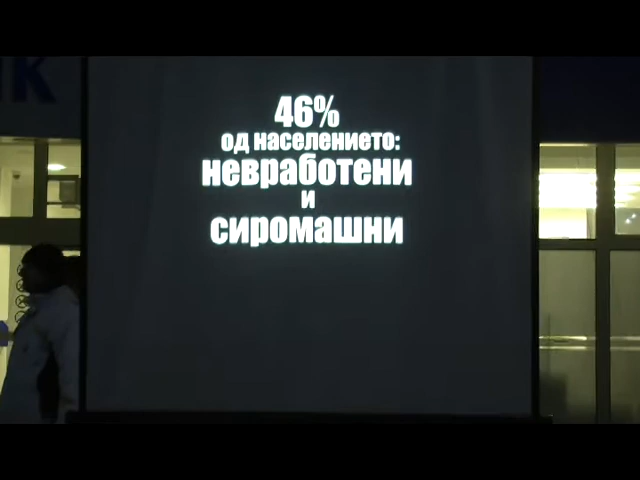 46%
од населението:
невработени
и
сиромашни